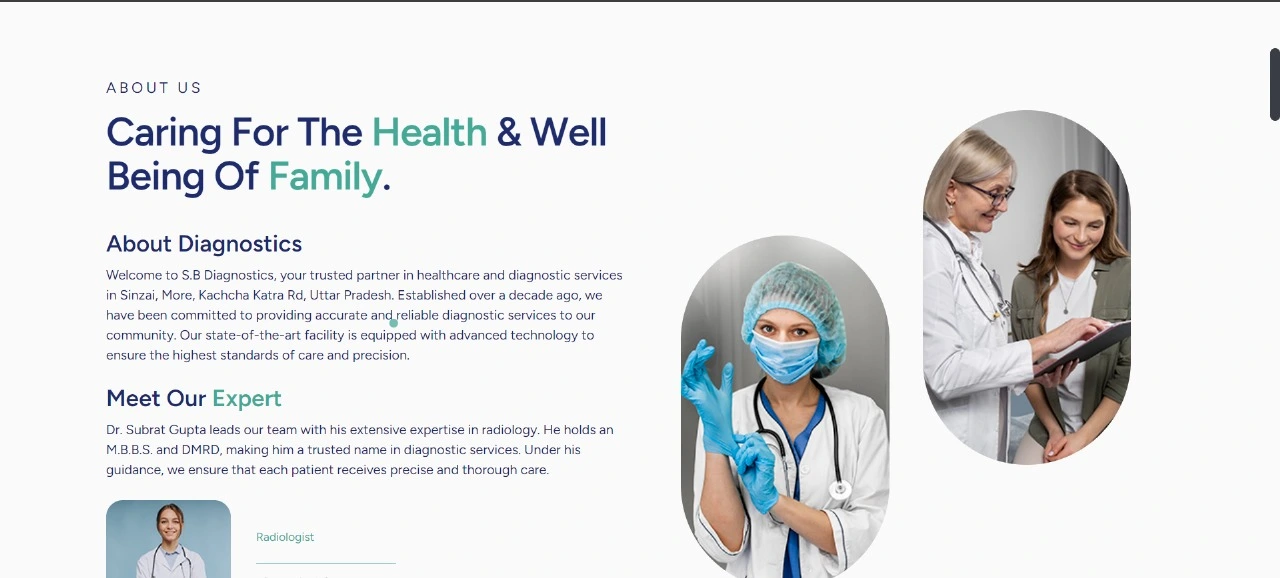 ABOUT US
Caring For The Health & Well
Being Of Family.
About Diagnostics
Welcome to S.B Diagnostics, your trusted partner in healthcare and diagnostic services
in Sinzai, More, Kachcha Katra Rd, Uttar Pradesh. Established over a decade ago, we
have been committed to providing accurate and reliable diagnostic services to our
community. Our state-of-the-art facility is equipped with advanced technology to
ensure the highest standards of care and precision.
Meet Our Expert
Dr. Subrat Gupta leads our team with his extensive expertise in radiology. He holds an
M.B.B.S. and DMRD, making him a trusted name in diagnostic services. Under his
guidance, we ensure that each patient receives precise and thorough care.
Radiologist